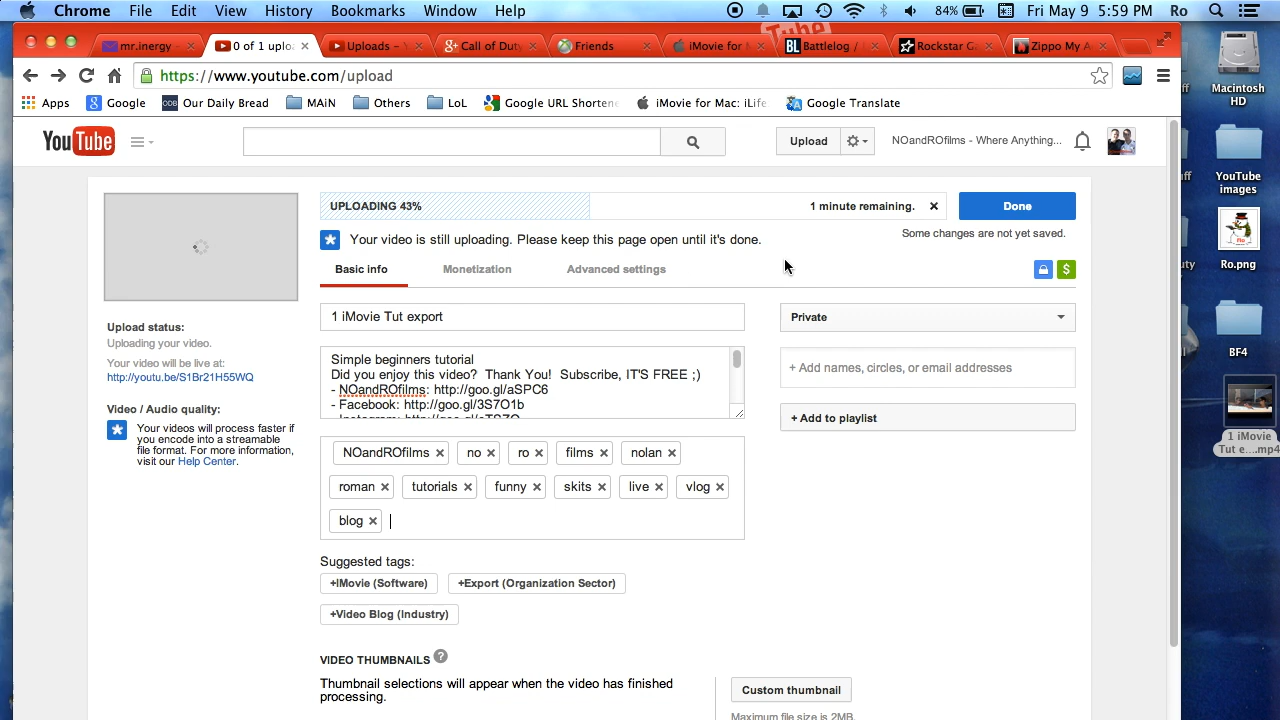 Chrome File Edit View History Bookmarks Window Help 84% Fri May 9 5:59 PM Ro
mr.inergy - 0 of 1 uplo Uploads - Call of Dut Friends iMovie for Battlelog / Rockstar G Zippo My A
https://www.youtube.com/upload
Apps Google Our Daily Bread MAiN Others LoL Google URL Shortene iMovie for Mac: iLife Google Translate
Macintosh
HD
YouTube Upload NOandROfilms - Where Anything...
YouTube
images
UPLOADING 43% 1 minute remaining. Done
Some changes are not yet saved.
Your video is still uploading. Please keep this page open until it's done.
Basic info Monetization Advanced settings
Ro.png
1 iMovie Tut export Private
Upload status:
Uploading your video.
Your video will be live at:
http://youtu.be/S1Br21H55WQ
Simple beginners tutorial
Did you enjoy this video? Thank You! Subscribe, IT'S FREE ;)
- NOandROfilms: http://goo.gl/aSPC6
- Facebook: http://goo.gl/3S7O1b
+ Add names, circles, or email addresses
+ Add to playlist
BF4
Video / Audio quality:
Your videos will process faster if
you encode into a streamable
file format. For more information,
visit our Help Center.
NOandROfilms no ro films nolan
roman tutorials funny skits live vlog
blog
1 iMovie
Tut e....mp4
Suggested tags:
+iMovie (Software) +Export (Organization Sector)
+Video Blog (Industry)
VIDEO THUMBNAILS ?
Thumbnail selections will appear when the video has finished
processing.
Custom thumbnail
Maximum file size is 2MB.